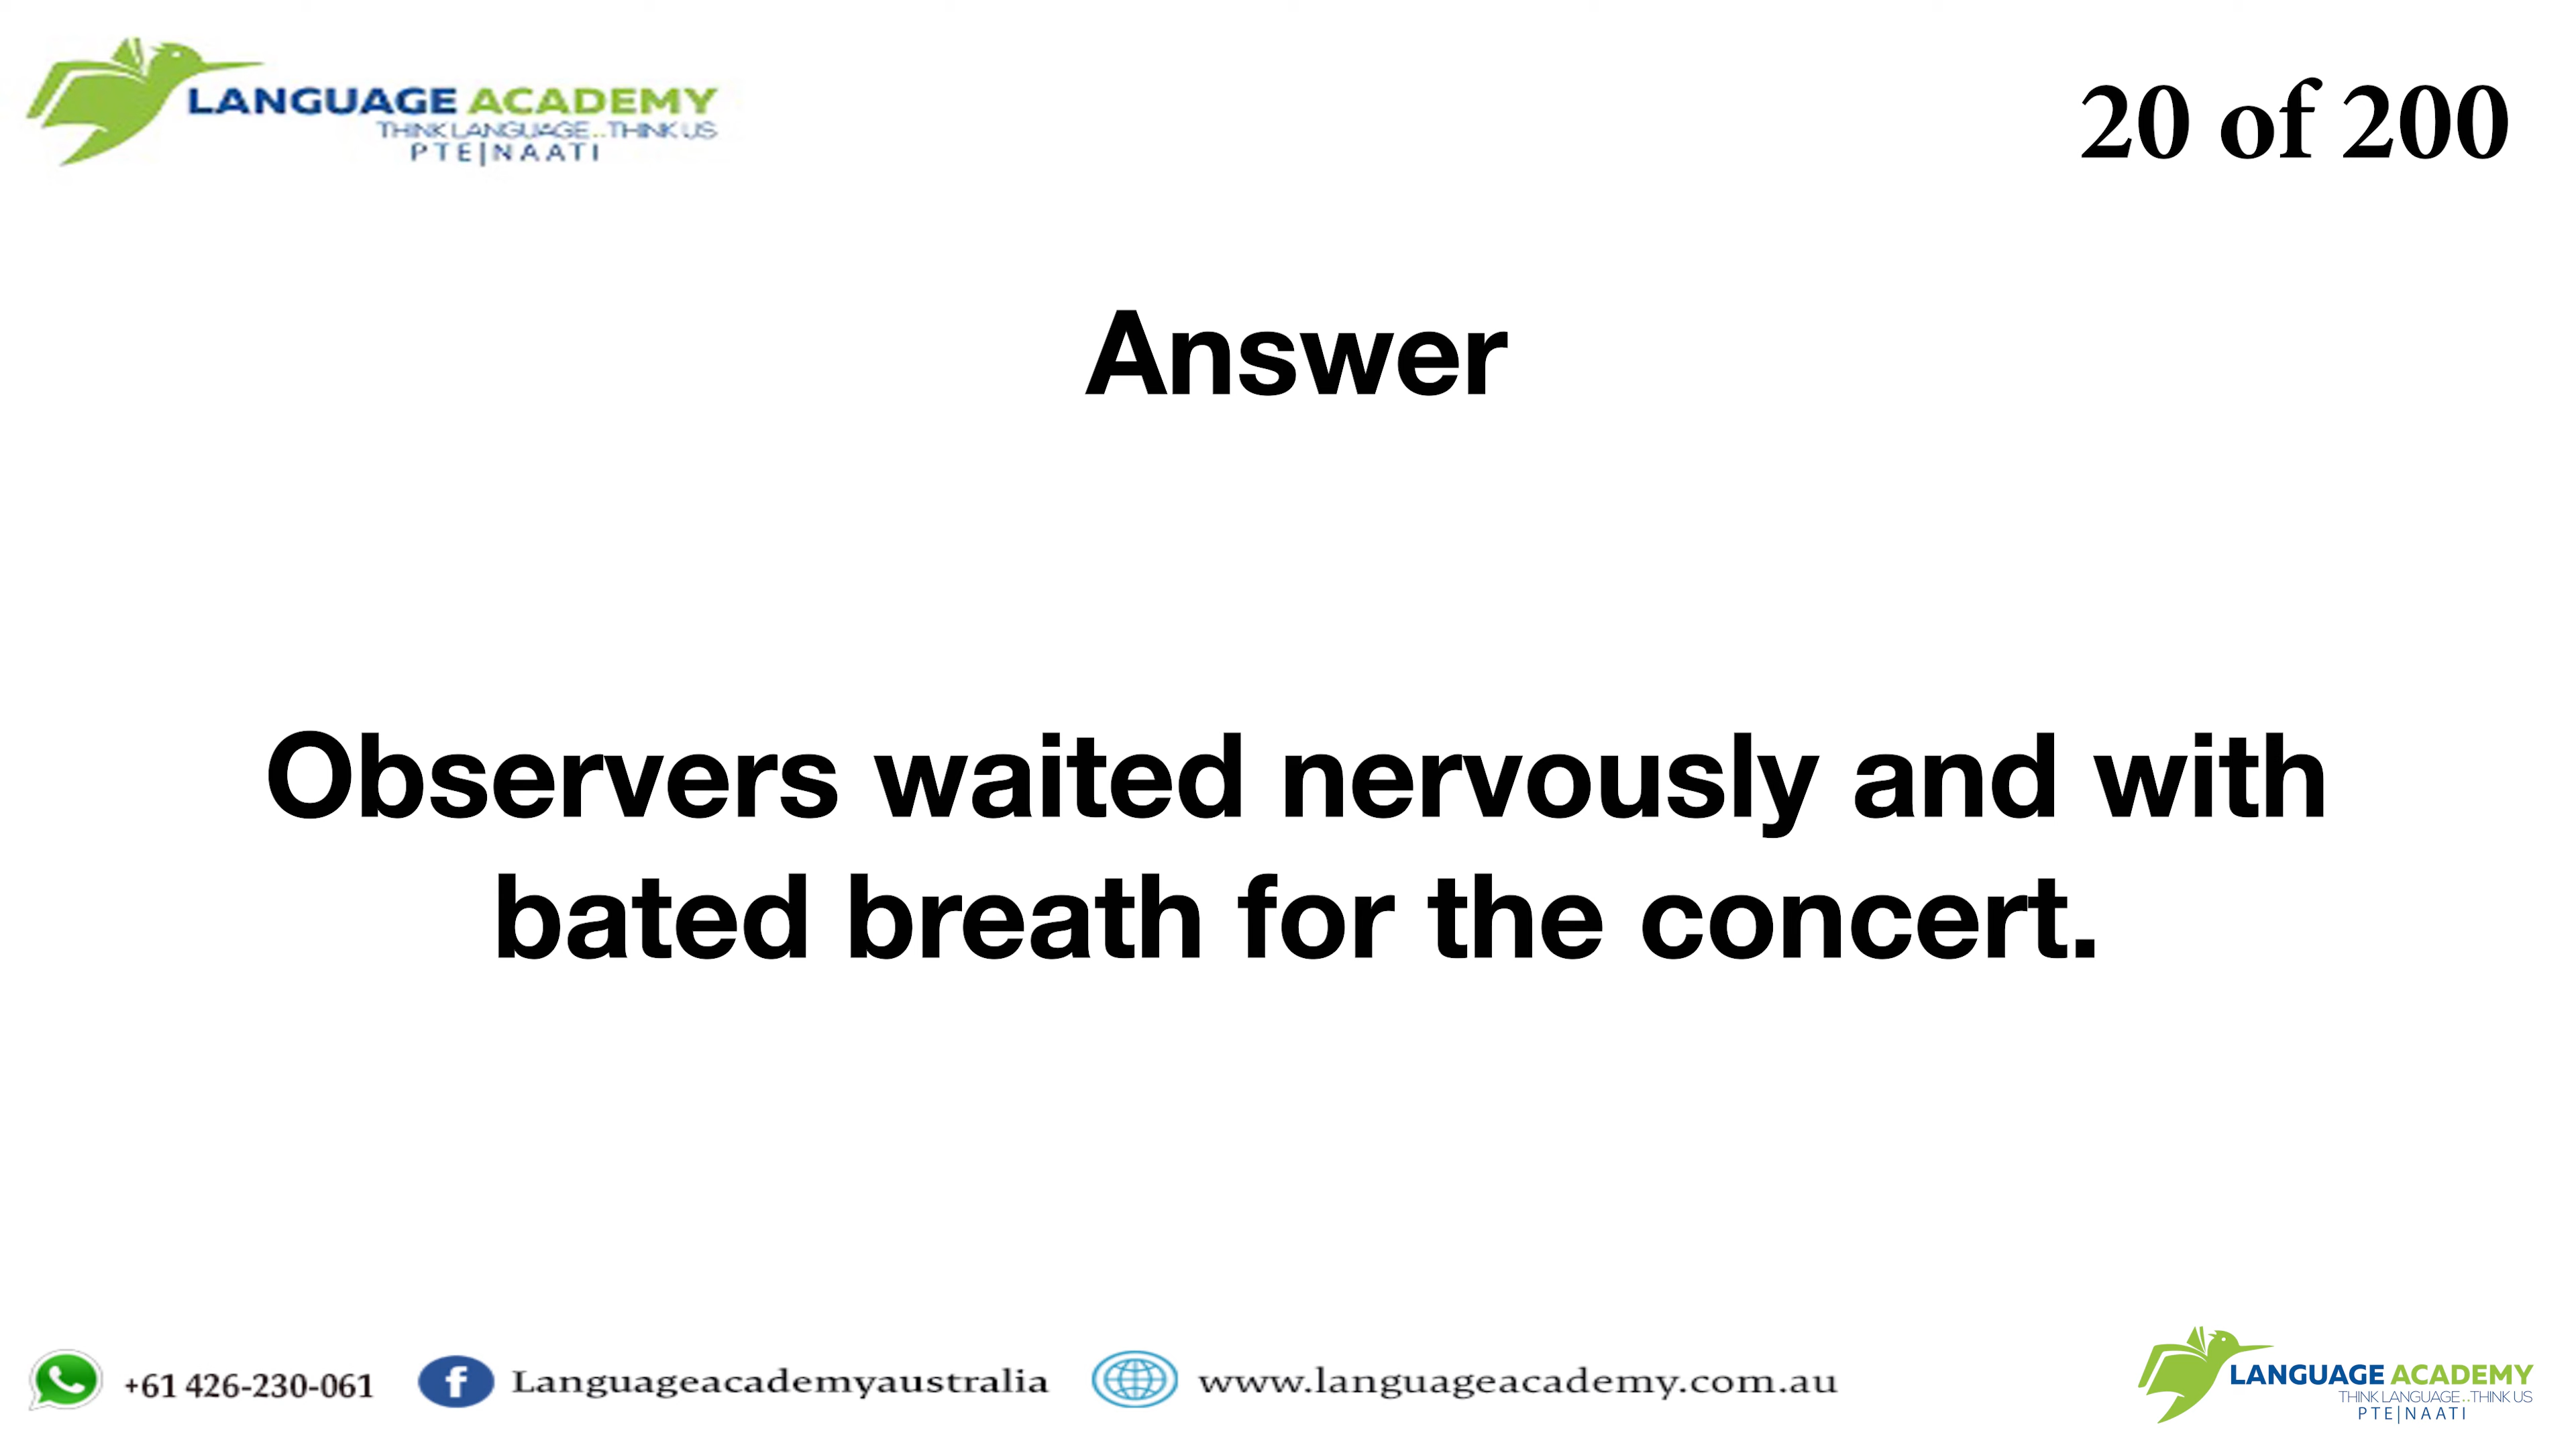 LANGUAGE ACADEMY
THINK LANGUAGE..THINK US
PTE|NAATI
20 of 200
Answer
Observers waited nervously and with
bated breath for the concert.
+61 426-230-061
Languageacademyaustralia
www.languageacademy.com.au
LANGUAGE ACADEMY
THINK LANGUAGE..THINK US
PTE|NAATI